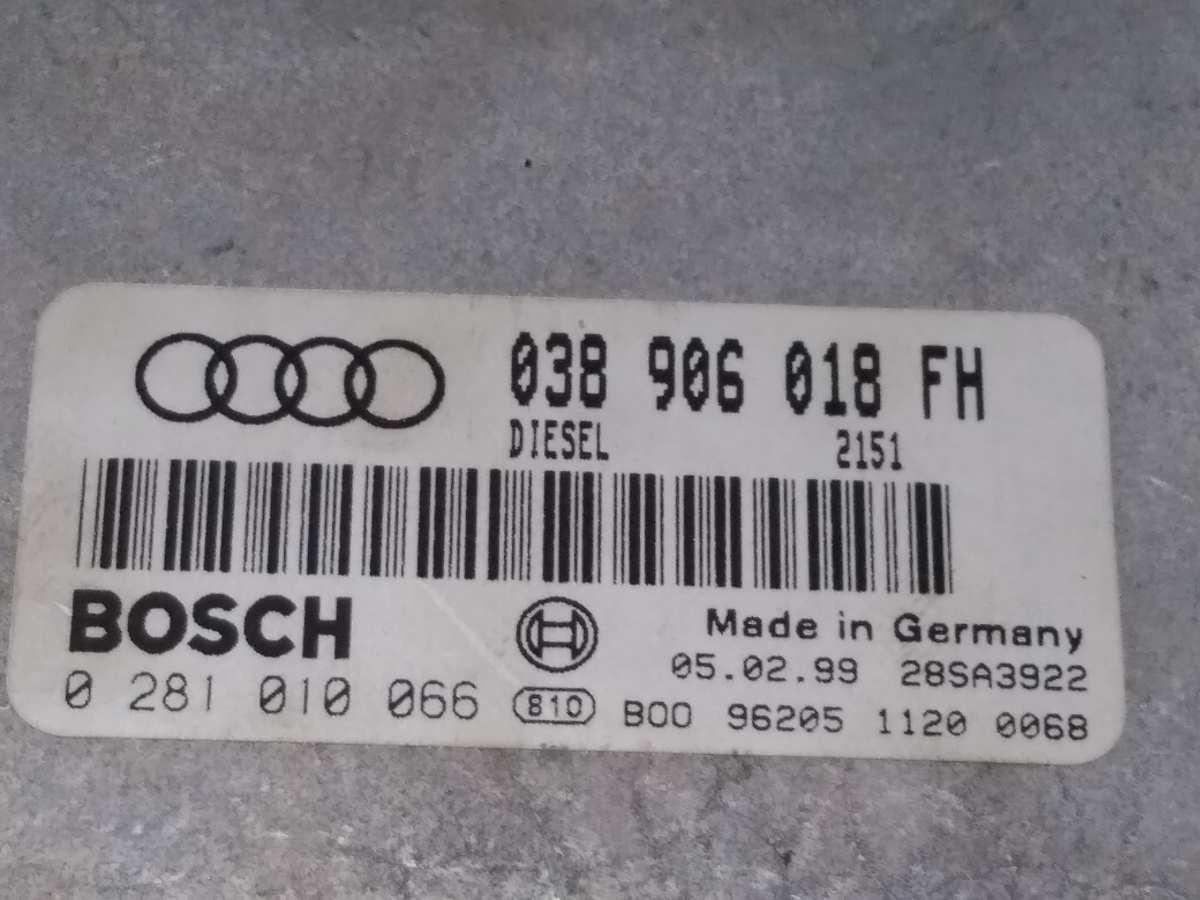 038 906 018 FH
DIESEL 2151
BOSCH
Made in Germany
05.02.99 28SA3922
0 281 010 066 810 B00 96205 1120 0068